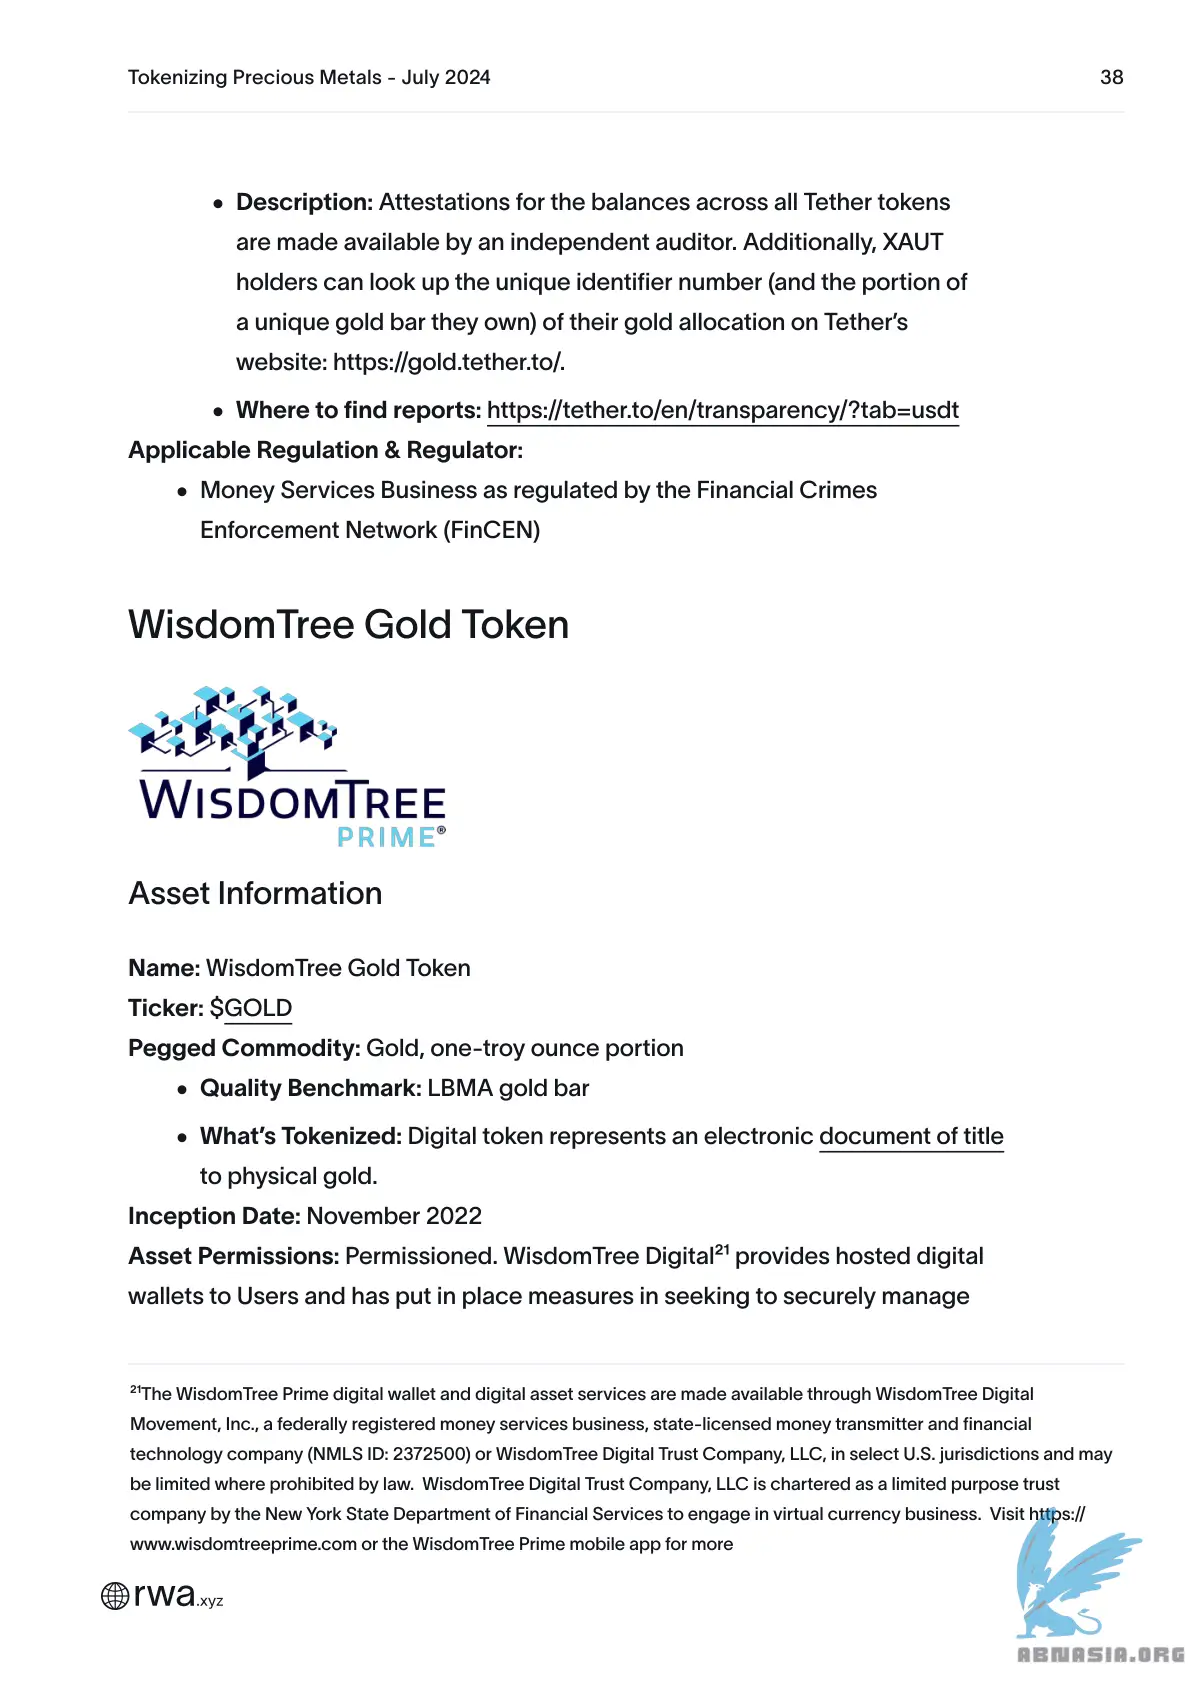 Tokenizing Precious Metals - July 2024 38
• Description: Attestations for the balances across all Tether tokens
are made available by an independent auditor. Additionally, XAUT
holders can look up the unique identifier number (and the portion of
a unique gold bar they own) of their gold allocation on Tether’s
website: https://gold.tether.to/.
• Where to find reports: https://tether.to/en/transparency/?tab=usdt
Applicable Regulation & Regulator:
• Money Services Business as regulated by the Financial Crimes
Enforcement Network (FinCEN)
WisdomTree Gold Token
WISDOMTREE
PRIME®
Asset Information
Name: WisdomTree Gold Token
Ticker: $GOLD
Pegged Commodity: Gold, one-troy ounce portion
• Quality Benchmark: LBMA gold bar
• What’s Tokenized: Digital token represents an electronic document of title
to physical gold.
Inception Date: November 2022
Asset Permissions: Permissioned. WisdomTree Digital²¹ provides hosted digital
wallets to Users and has put in place measures in seeking to securely manage
²¹The WisdomTree Prime digital wallet and digital asset services are made available through WisdomTree Digital
Movement, Inc., a federally registered money services business, state-licensed money transmitter and financial
technology company (NMLS ID: 2372500) or WisdomTree Digital Trust Company, LLC, in select U.S. jurisdictions and may
be limited where prohibited by law.  WisdomTree Digital Trust Company, LLC is chartered as a limited purpose trust
company by the New York State Department of Financial Services to engage in virtual currency business.  Visit https://
www.wisdomtreeprime.com or the WisdomTree Prime mobile app for more
rwa.xyz
ABNASIA.ORG